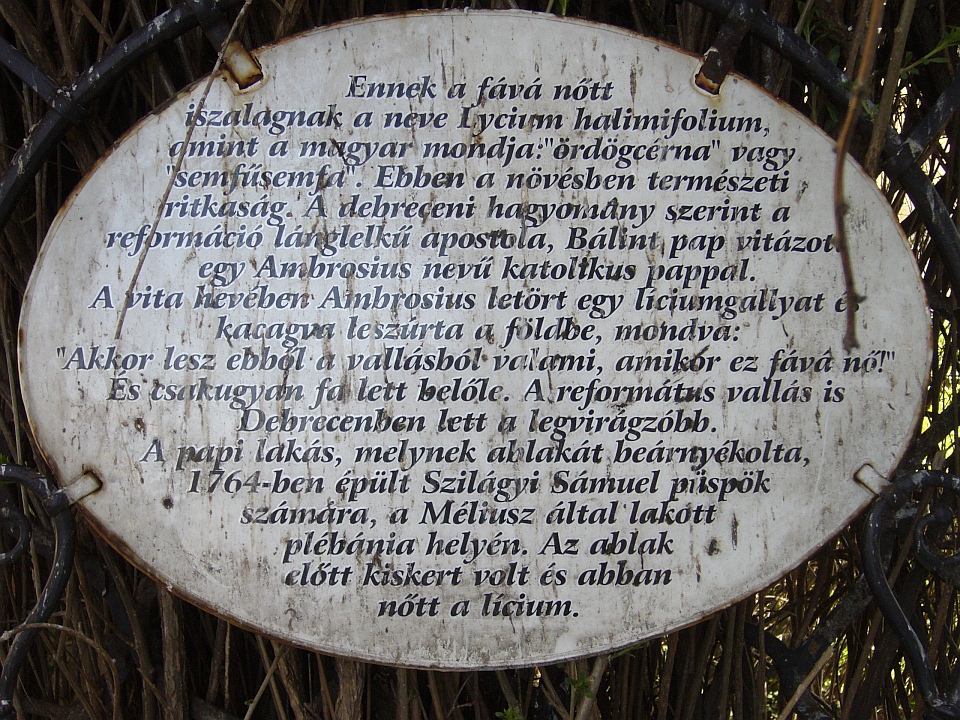 Ennek a fává nőtt
iszalagnak a neve Lycium halimifolium,
amint a magyar mondja:"ördögcérna" vagy
"semfűsemfa". Ebben a növésben természeti
ritkaság. A debreceni hagyomány szerint a
reformáció lánglelkű apostola, Bálint pap vitázott
egy Ambrosius nevű katolikus pappal.
A vita hevében Ambrosius letört egy líciumgallyat és
kacagva leszúrta a földbe, mondva:
"Akkor lesz ebből a vallásból valami, amikor ez fává nő!"
És csakugyan fa lett belőle. A református vallás is
Debrecenben lett a legvirágzóbb.
A papi lakás, melynek ablakát beárnyékolta,
1764-ben épült Szilágyi Sámuel püspök
számára, a Méliusz által lakott
plébánia helyén. Az ablak
előtt kiskert volt és abban
nőtt a lícium.